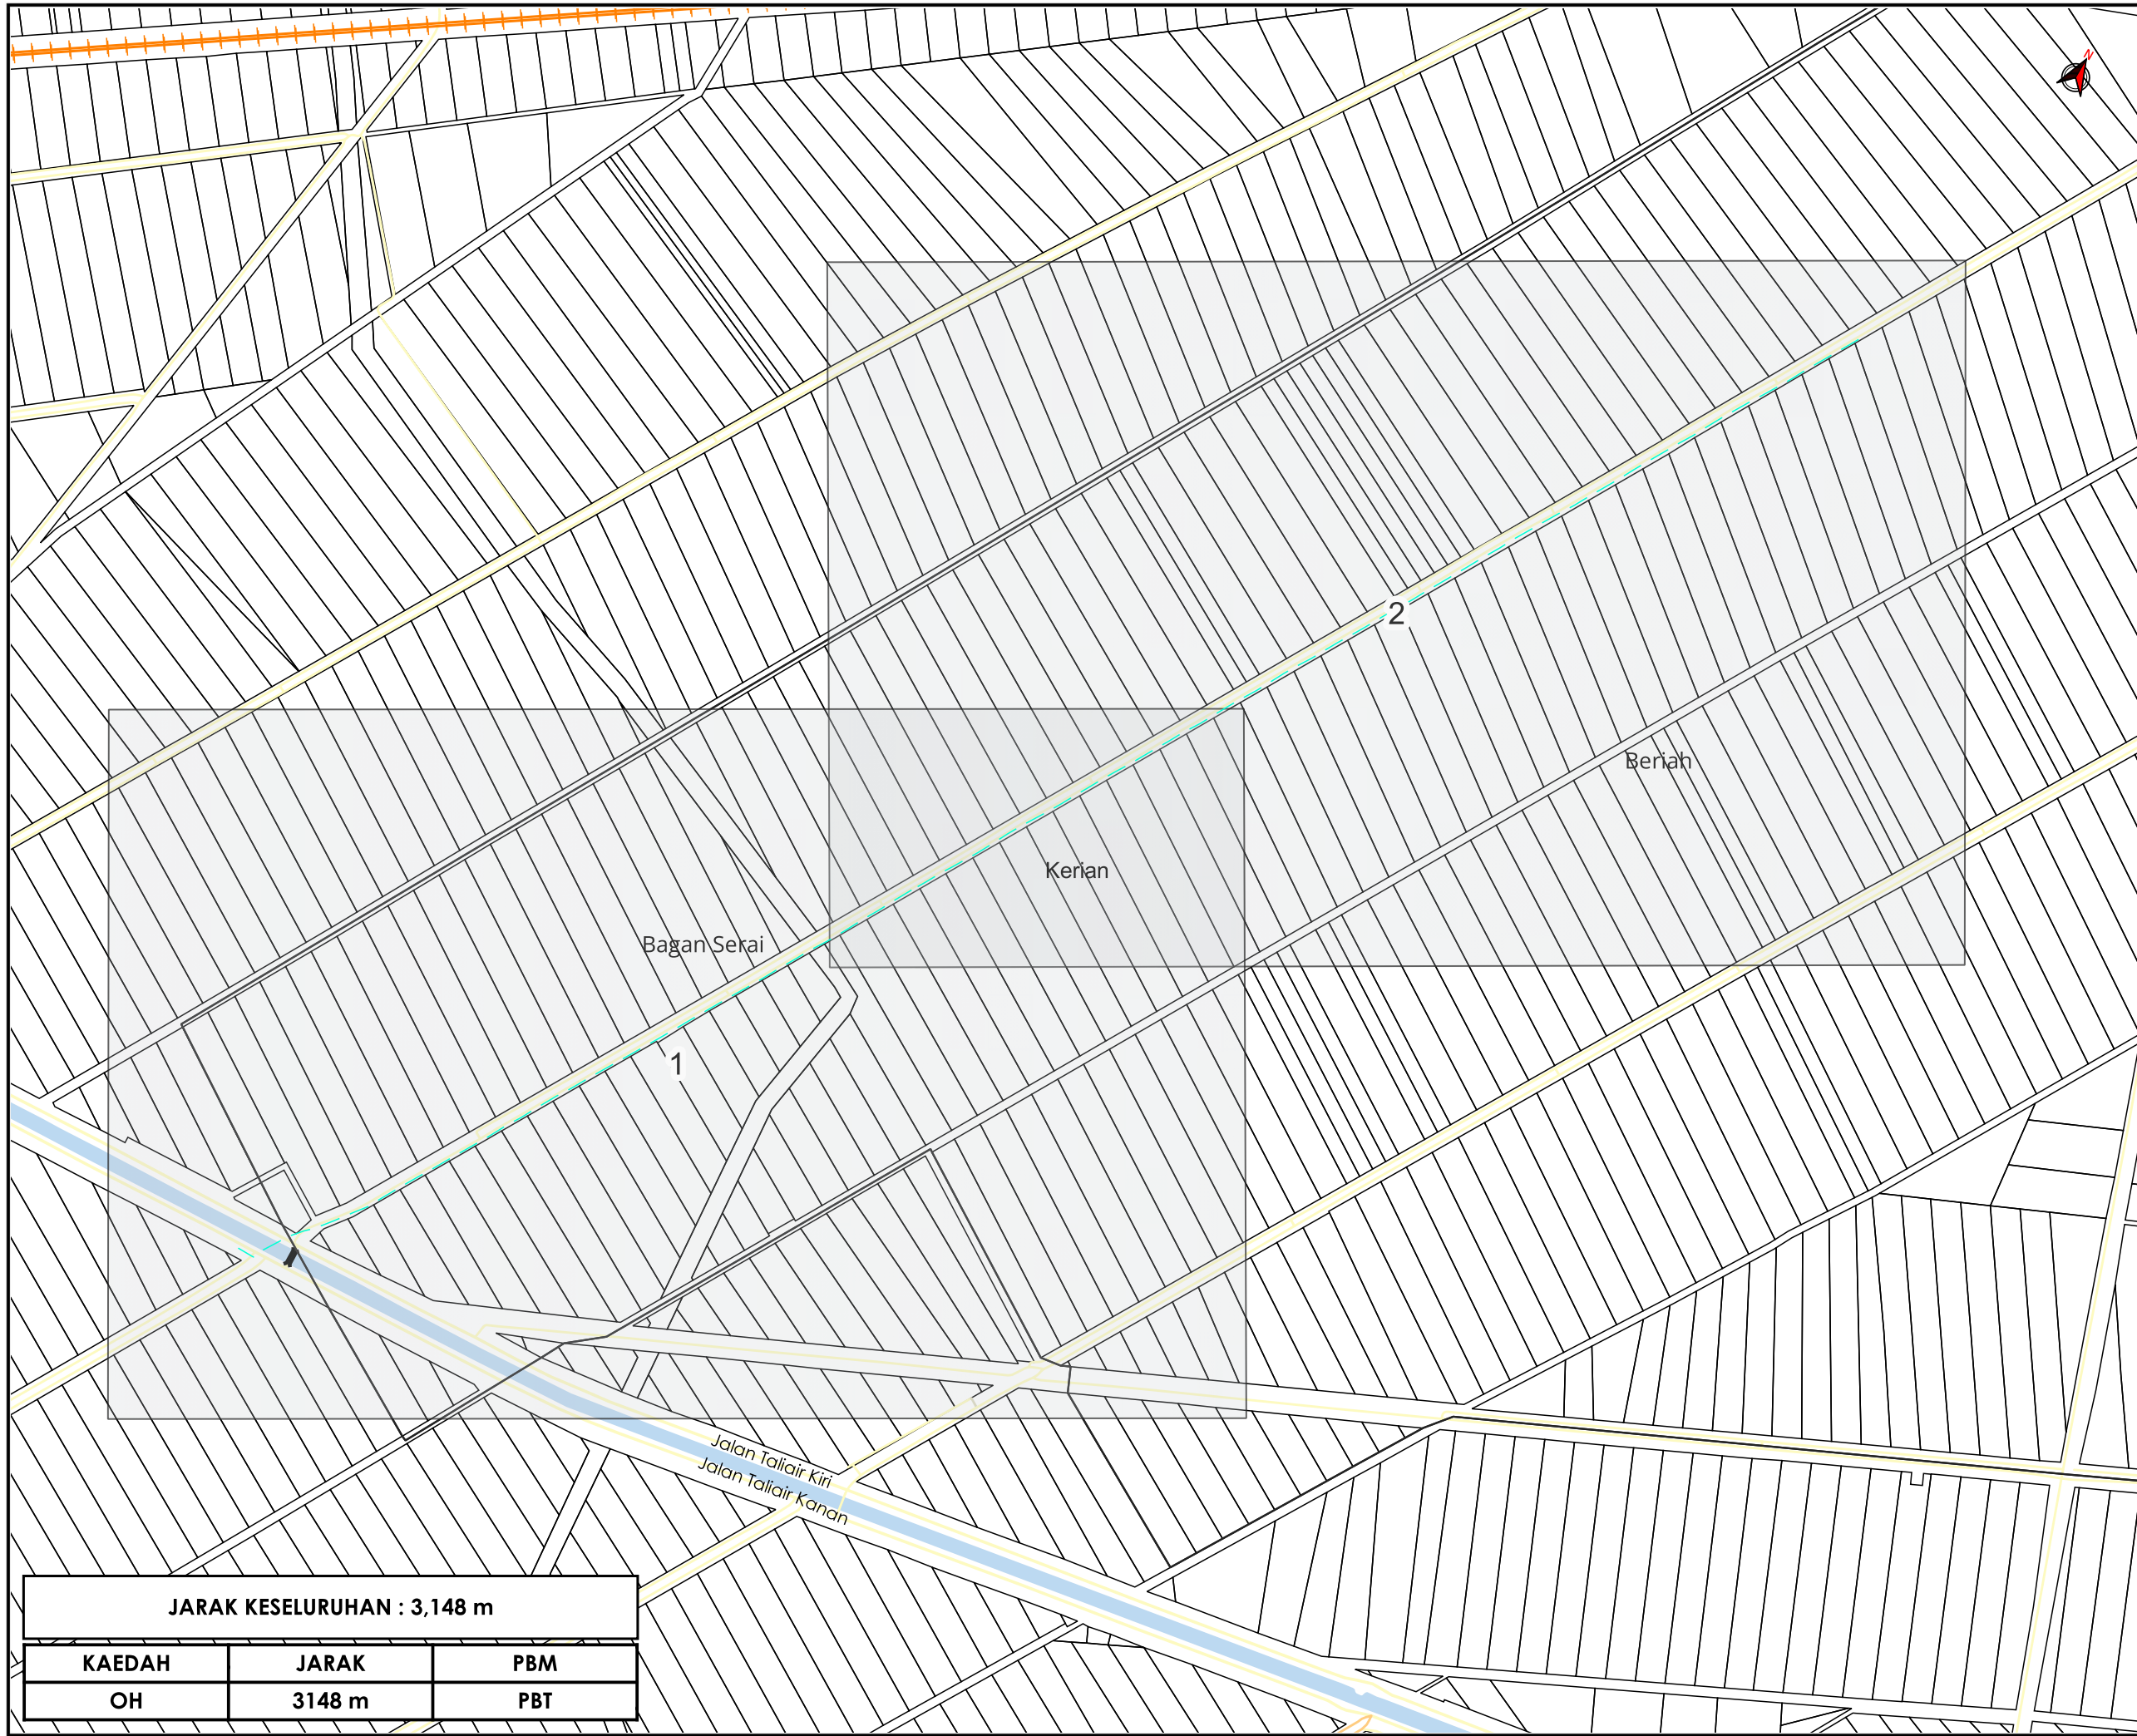 N
2
Beriah
Kerian
Bagan Serai
1
Jalan Taliair Kiri
Jalan Taliair Kanan
JARAK KESELURUHAN : 3,148 m
KAEDAH JARAK PBM
OH 3148 m PBT